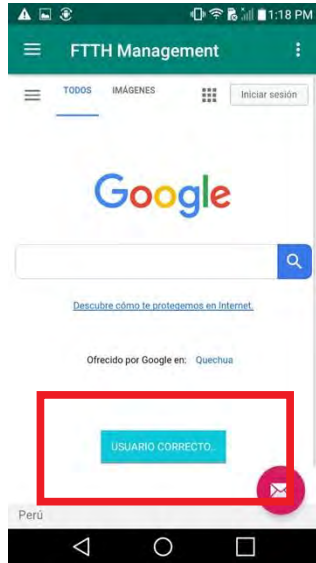 1:18 PM
FTTH Management
TODOS IMÁGENES Iniciar sesión
Google
Descubre cómo te protegemos en Internet.
Ofrecido por Google en: Quechua
USUARIO CORRECTO..
Perú